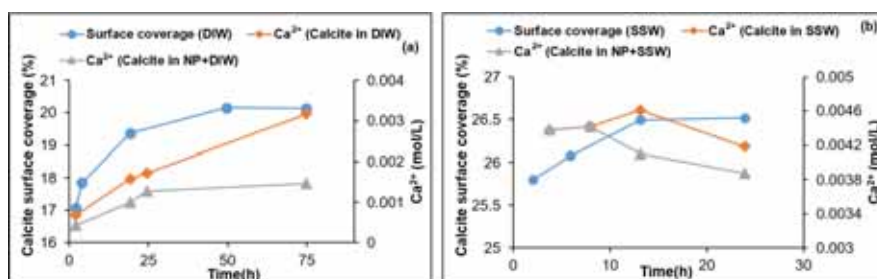 Surface coverage (DIW)
Ca²⁺ (Calcite in DIW)
Ca²⁺ (Calcite in NP+DIW)
(a)
Calcite surface coverage (%)
21
20
19
18
17
16
0.004
0.003
0.002
0.001
0
Ca²⁺ (mol/L)
0
25
50
75
Time(h)
Surface coverage (SSW)
Ca²⁺ (Calcite in SSW)
Ca²⁺ (Calcite in NP+SSW)
(b)
Calcite surface coverage (%)
27
26.5
26
25.5
25
0.005
0.0046
0.0042
0.0038
0.0034
0.003
Ca²⁺ (mol/L)
0
10
20
30
Time(h)